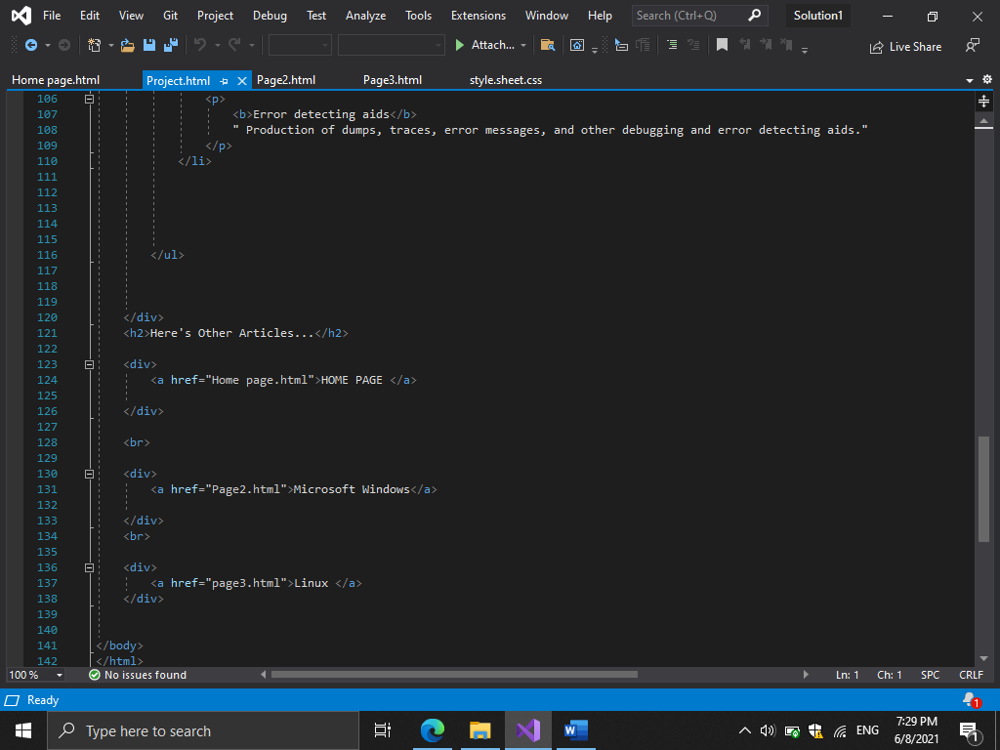 File Edit View Git Project Debug Test Analyze Tools Extensions Window Help Search (Ctrl+Q) Solution1
Attach... Live Share
Home page.html Project.html Page2.html Page3.html style.sheet.css
106 <p>
107 <b>Error detecting aids</b>
108 " Production of dumps, traces, error messages, and other debugging and error detecting aids."
109 </p>
110 </li>
111
112
113
114
115
116 </ul>
117
118
119
120 </div>
121 <h2>Here's Other Articles...</h2>
122
123 <div>
124 <a href="Home page.html">HOME PAGE </a>
125
126 </div>
127
128 <br>
129
130 <div>
131 <a href="Page2.html">Microsoft Windows</a>
132
133 </div>
134 <br>
135
136 <div>
137 <a href="page3.html">Linux </a>
138 </div>
139
140
141 </body>
142 </html>
100 % No issues found Ln: 1 Ch: 1 SPC CRLF
Ready 1
Type here to search W ENG 7:29 PM 1
6/8/2021